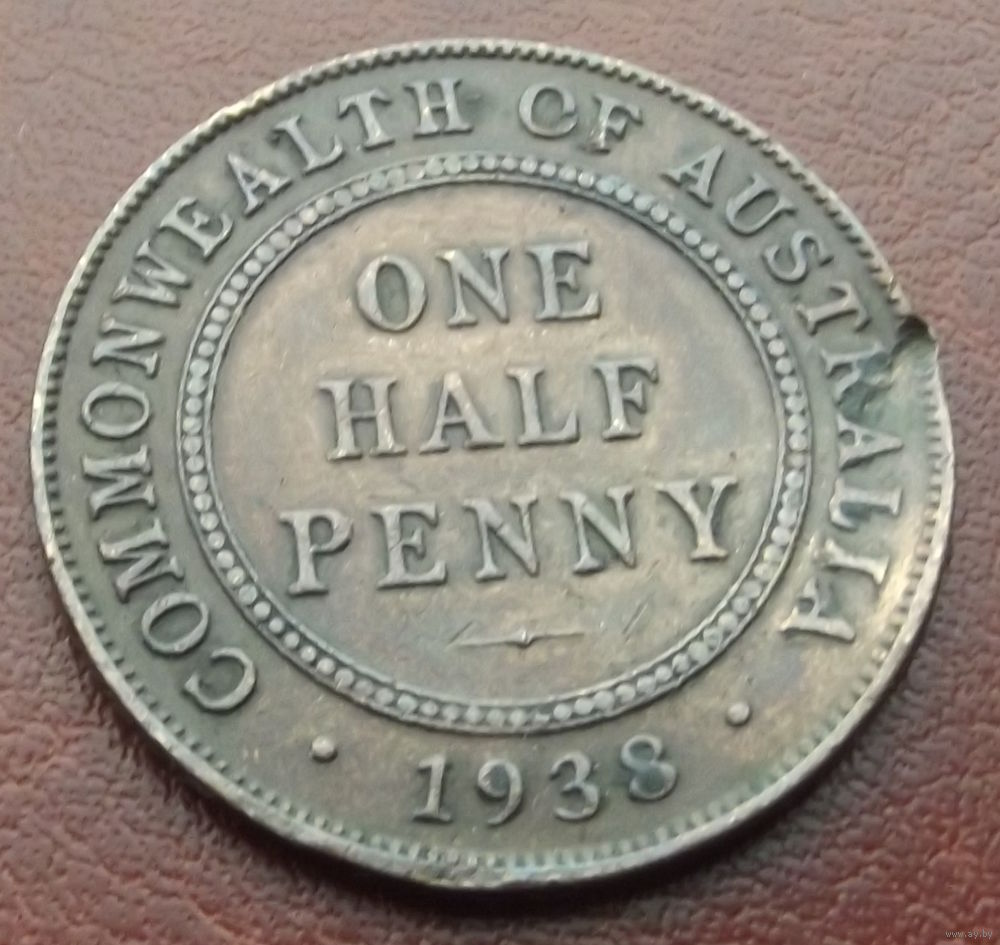 COMMONWEALTH OF AUSTRALIA
ONE
HALF
PENNY
1938
www.ay.by